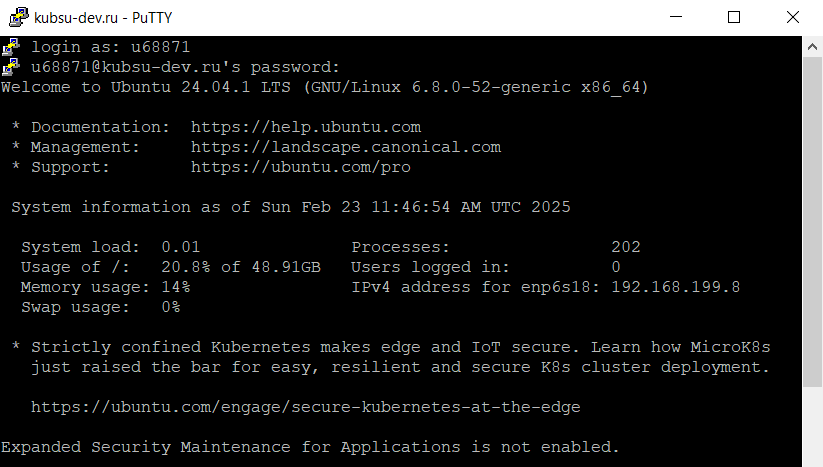 kubsu-dev.ru - PuTTY
login as: u68871
u68871@kubsu-dev.ru's password:
Welcome to Ubuntu 24.04.1 LTS (GNU/Linux 6.8.0-52-generic x86_64)
* Documentation:  https://help.ubuntu.com
* Management:     https://landscape.canonical.com
* Support:        https://ubuntu.com/pro
System information as of Sun Feb 23 11:46:54 AM UTC 2025
System load:  0.01               Processes:                202
Usage of /:   20.8% of 48.91GB   Users logged in:          0
Memory usage: 14%                IPv4 address for enp6s18: 192.168.199.8
Swap usage:   0%
* Strictly confined Kubernetes makes edge and IoT secure. Learn how MicroK8s
just raised the bar for easy, resilient and secure K8s cluster deployment.
https://ubuntu.com/engage/secure-kubernetes-at-the-edge
Expanded Security Maintenance for Applications is not enabled.